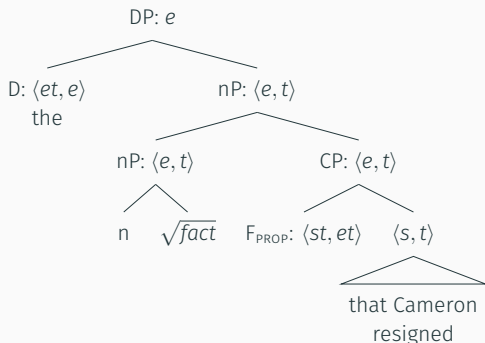 DP: e
D: ⟨et, e⟩ nP: ⟨e, t⟩
the
nP: ⟨e, t⟩ CP: ⟨e, t⟩
n √fact F_PROP: ⟨st, et⟩ ⟨s, t⟩
that Cameron
resigned